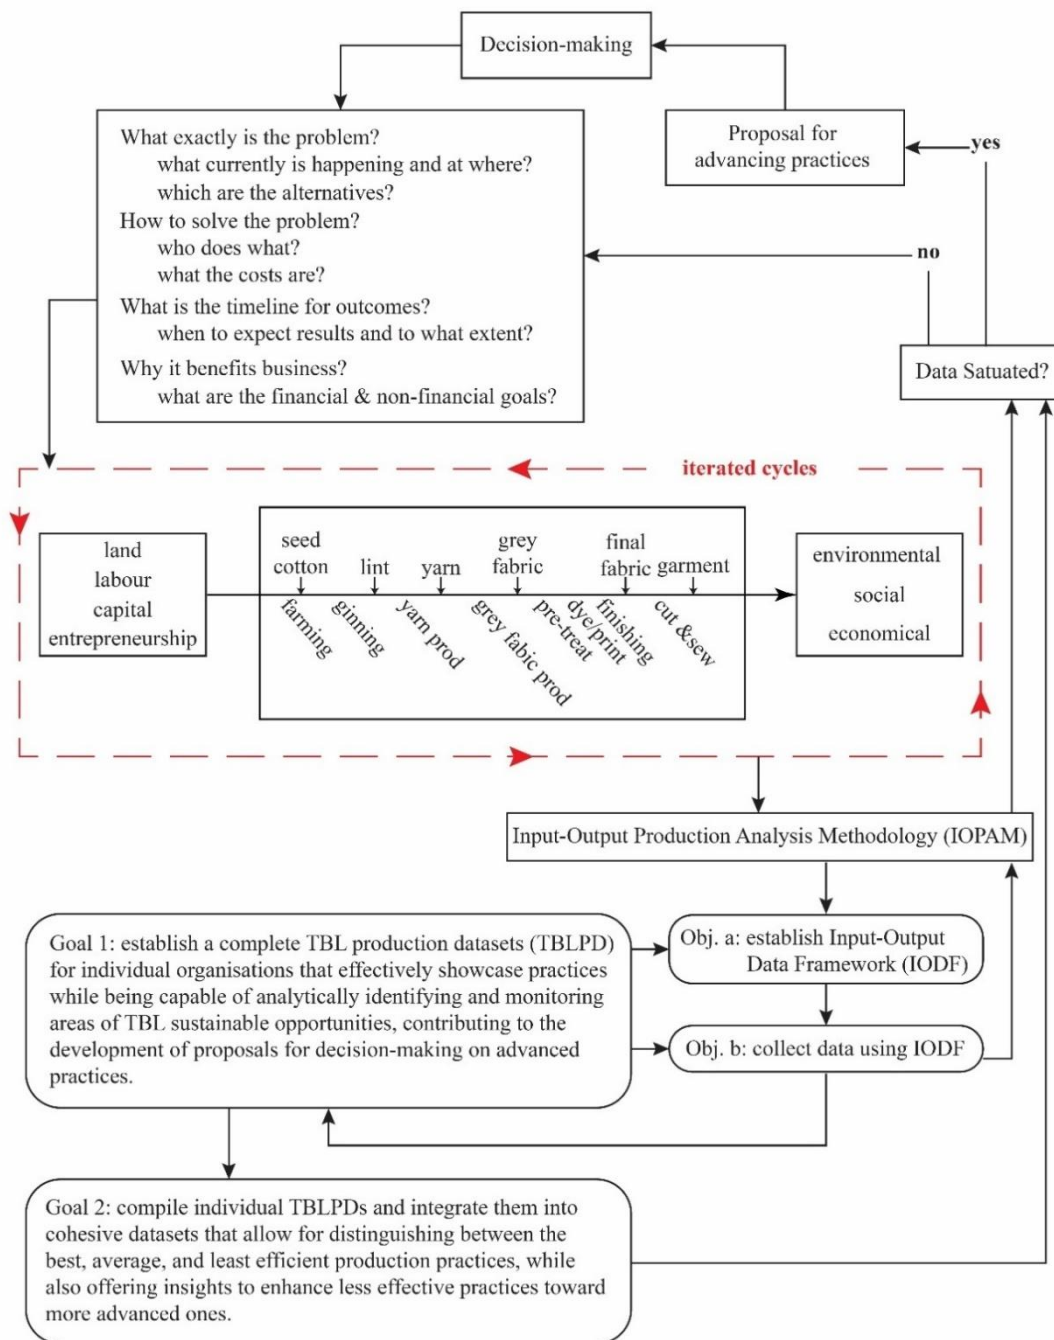 Decision-making
Proposal for
advancing practices
yes
What exactly is the problem?
what currently is happening and at where?
which are the alternatives?
How to solve the problem?
who does what?
what the costs are?
What is the timeline for outcomes?
when to expect results and to what extent?
Why it benefits business?
what are the financial & non-financial goals?
no
Data Satuated?
iterated cycles
land
labour
capital
entrepreneurship
seed
cotton
lint
yarn
grey
fabric
final
fabric
garment
farming
ginning
yarn prod
grey fabic prod
pre-treat
dye/print
finishing
cut &sew
environmental
social
economical
Input-Output Production Analysis Methodology (IOPAM)
Goal 1: establish a complete TBL production datasets (TBLPD)
for individual organisations that effectively showcase practices
while being capable of analytically identifying and monitoring
areas of TBL sustainable opportunities, contributing to the
development of proposals for decision-making on advanced
practices.
Obj. a: establish Input-Output
Data Framework (IODF)
Obj. b: collect data using IODF
Goal 2: compile individual TBLPDs and integrate them into
cohesive datasets that allow for distinguishing between the
best, average, and least efficient production practices, while
also offering insights to enhance less effective practices toward
more advanced ones.